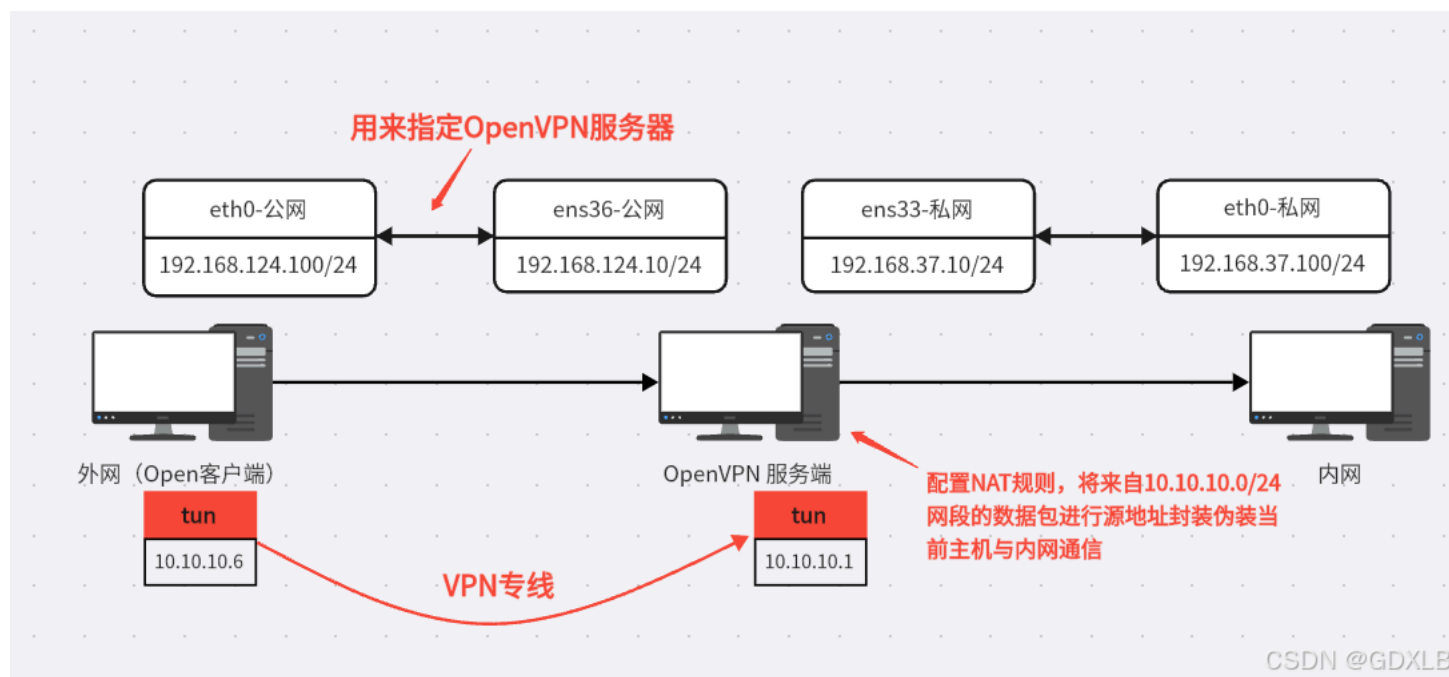 用来指定OpenVPN服务器
eth0-公网
192.168.124.100/24
ens36-公网
192.168.124.10/24
ens33-私网
192.168.37.10/24
eth0-私网
192.168.37.100/24
外网（Open客户端）
OpenVPN 服务端
内网
配置NAT规则，将来自10.10.10.0/24
网段的数据包进行源地址封装伪装当
前主机与内网通信
tun
10.10.10.6
tun
10.10.10.1
VPN专线
CSDN @GDXLB